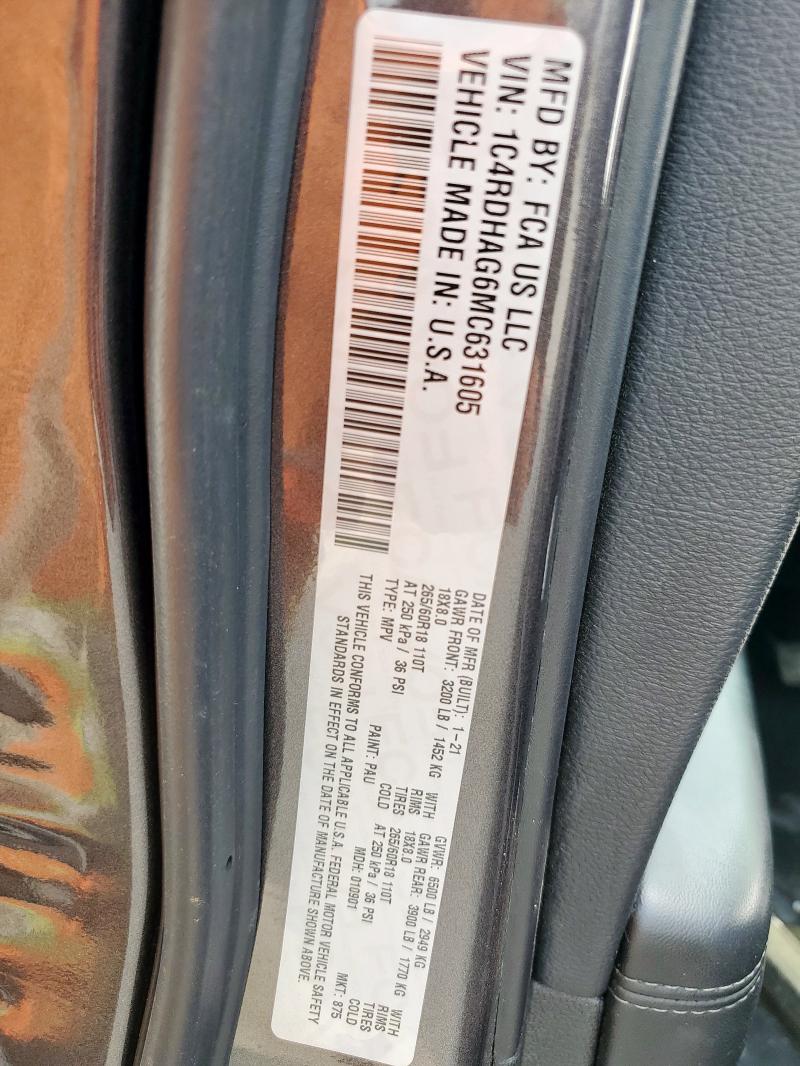 MFD BY: FCA US LLC
VIN: 1C4RDHAG6MC631605
VEHICLE MADE IN: U.S.A.
DATE OF MFR (BUILT): 1-21 GVWR: 6500 LB / 2949 KG
GAWR FRONT: 3200 LB / 1452 KG WITH GAWR REAR: 3900 LB / 1770 KG WITH
18X8.0 RIMS 18X8.0 RIMS
265/60R18 110T TIRES 265/60R18 110T TIRES
AT 250 kPa / 36 PSI COLD AT 250 kPa / 36 PSI COLD
TYPE: MPV PAINT: PAU MDH: 010901 MKT: 875
THIS VEHICLE CONFORMS TO ALL APPLICABLE U.S.A. FEDERAL MOTOR VEHICLE SAFETY
STANDARDS IN EFFECT ON THE DATE OF MANUFACTURE SHOWN ABOVE.